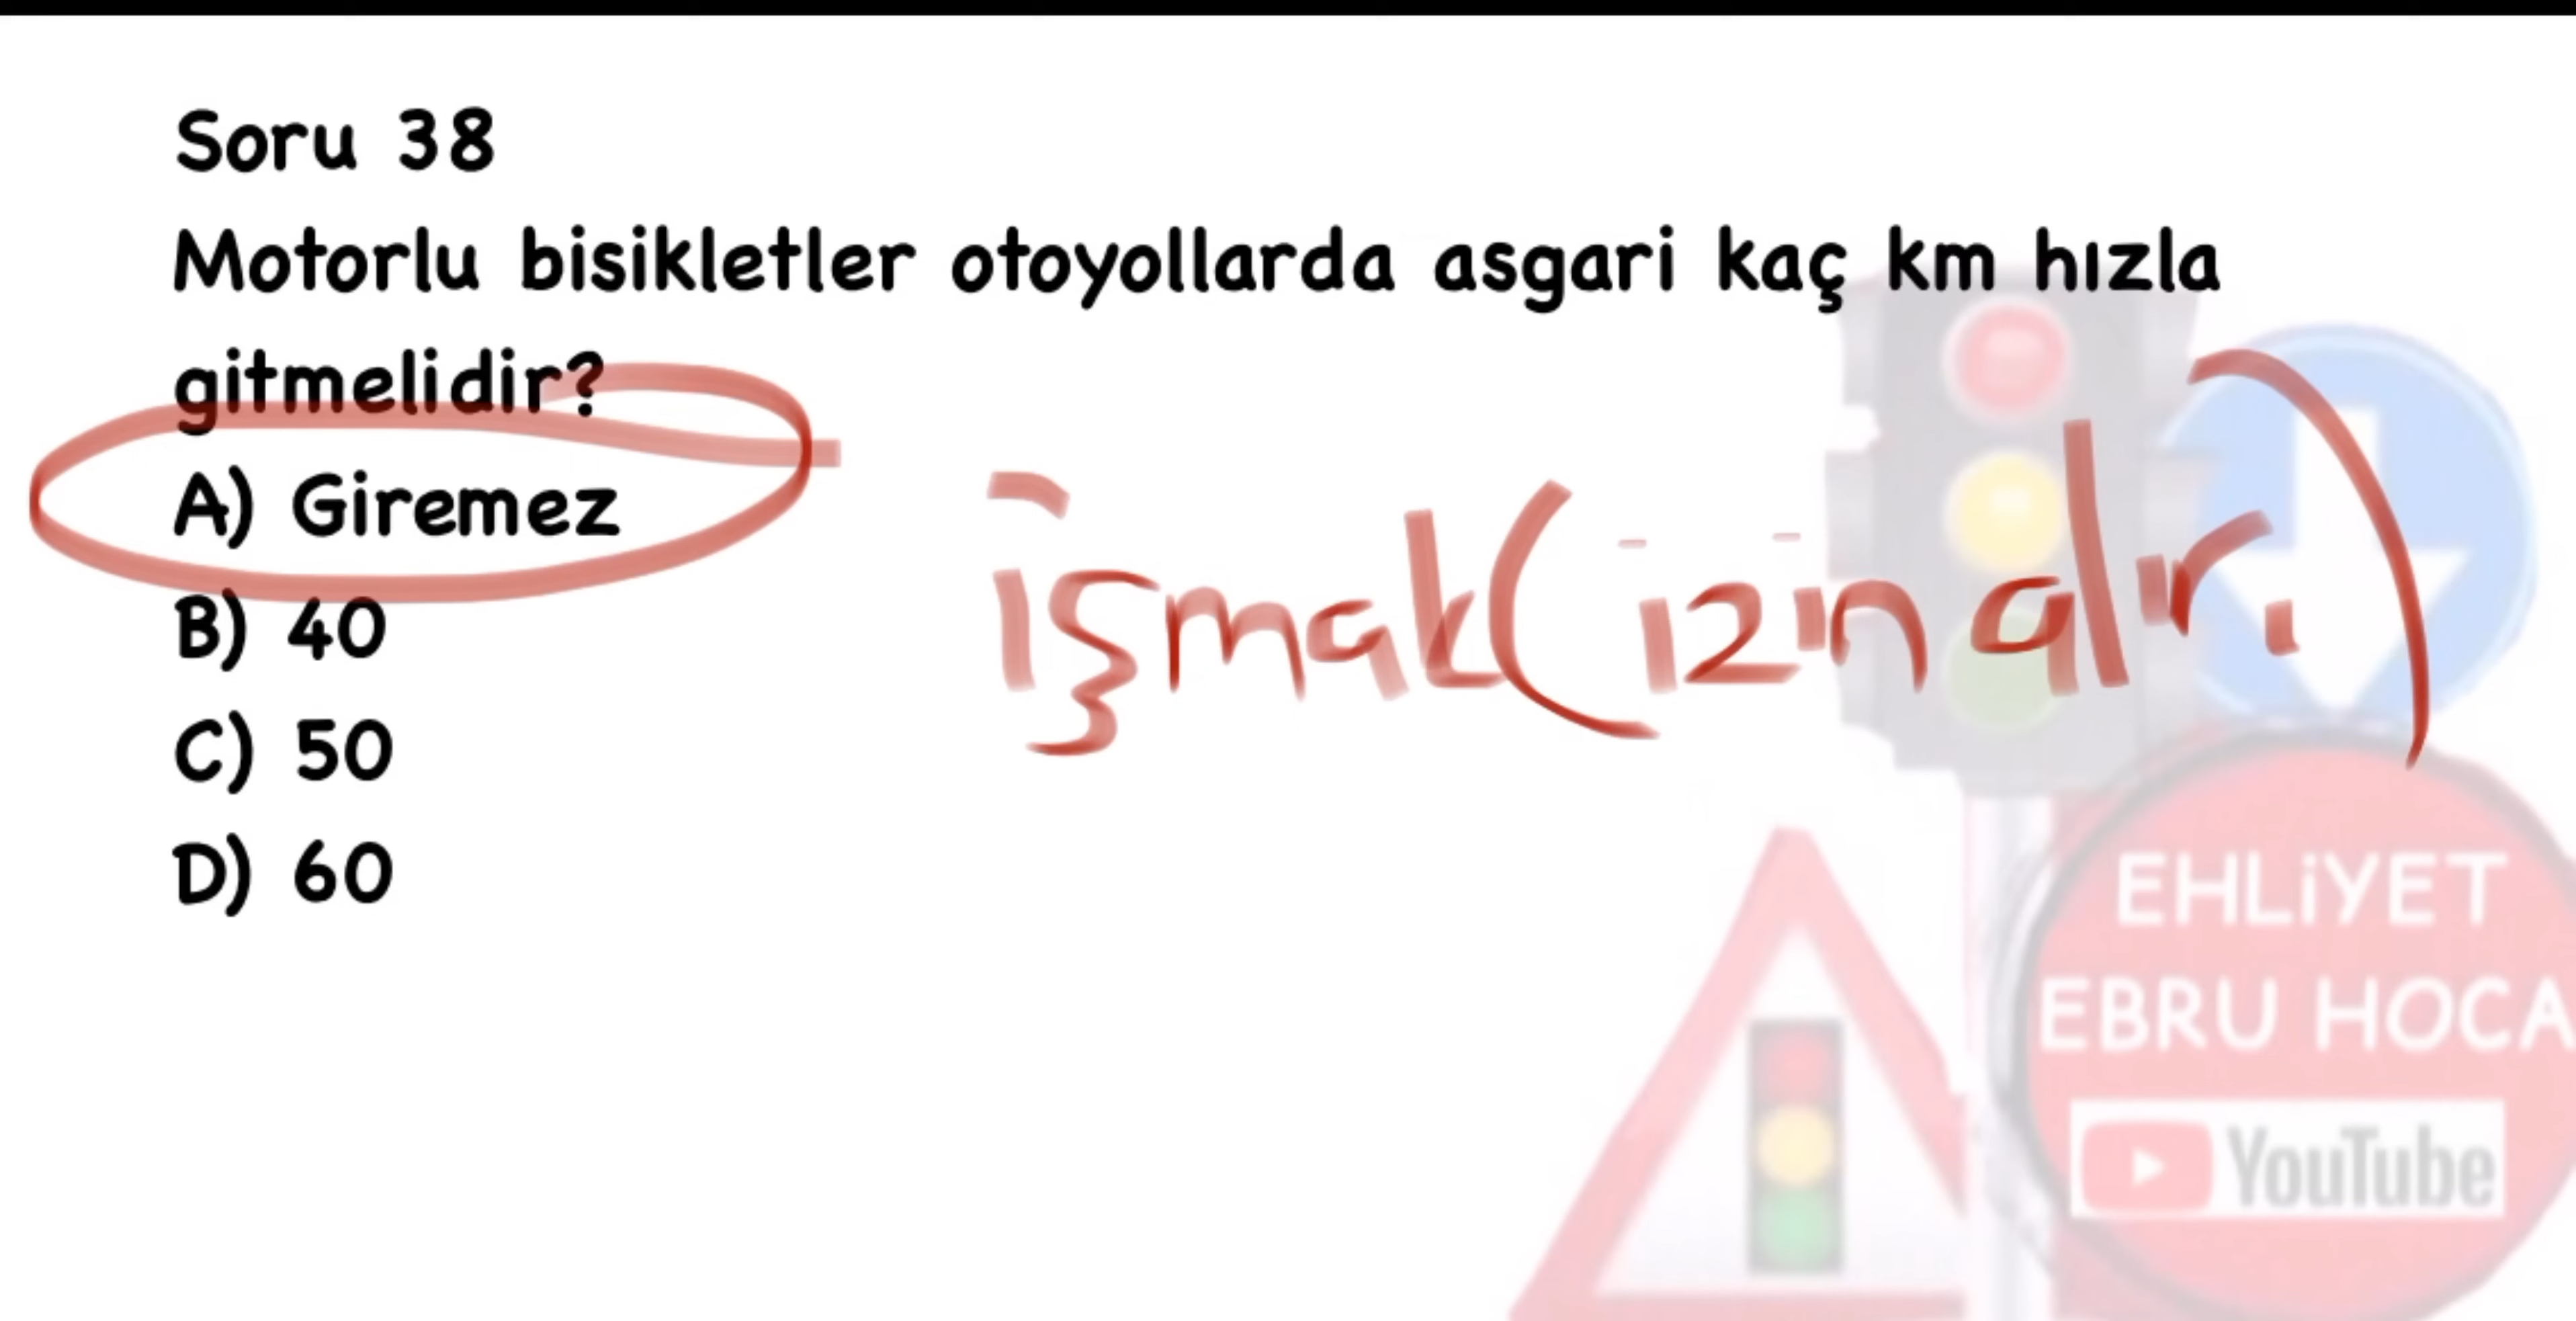 Soru 38
Motorlu bisikletler otoyollarda asgari kaç km hızla
gitmelidir?
A) Giremez
işmak (izin alır.)
B) 40
C) 50
D) 60
EHLİYET
EBRU HOCA
YouTube